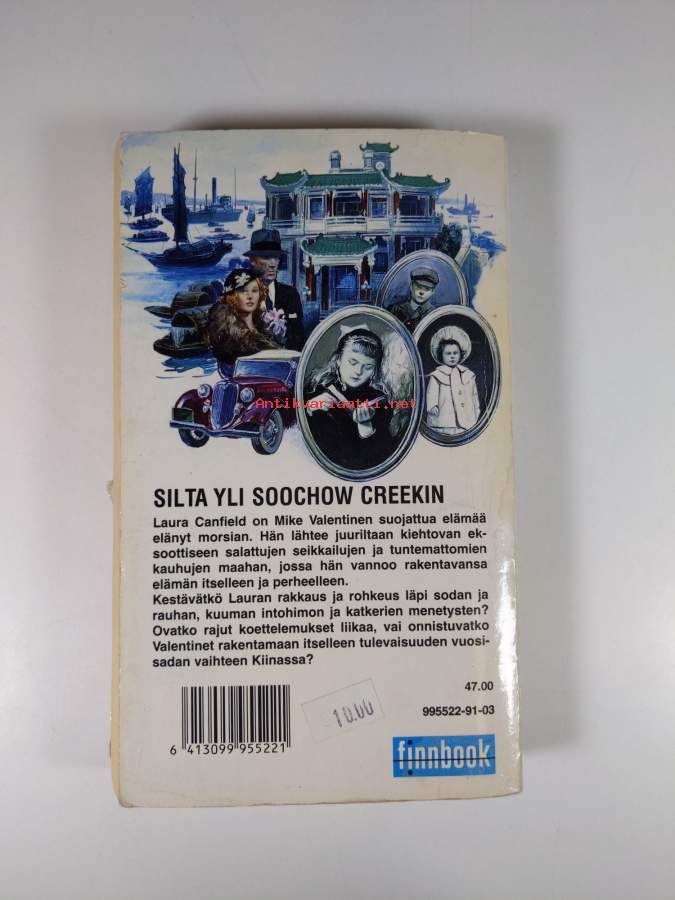 Antikvariaatti.net
SILTA YLI SOOCHOW CREEKIN
Laura Canfield on Mike Valentinen suojattua elämää
elänyt morsian. Hän lähtee juuriltaan kiehtovan ek-
soottiseen salattujen seikkailujen ja tuntemattomien
kauhujen maahan, jossa hän vannoo rakentavansa
elämän itselleen ja perheelleen.
Kestävätkö Lauran rakkaus ja rohkeus läpi sodan ja
rauhan, kuuman intohimon ja katkerien menetysten?
Ovatko rajut koettelemukset liikaa, vai onnistuvatko
Valentinet rakentamaan itselleen tulevaisuuden vuosi-
sadan vaihteen Kiinassa?
47.00
10.00
995522-91-03
6 413099 955221
finnbook